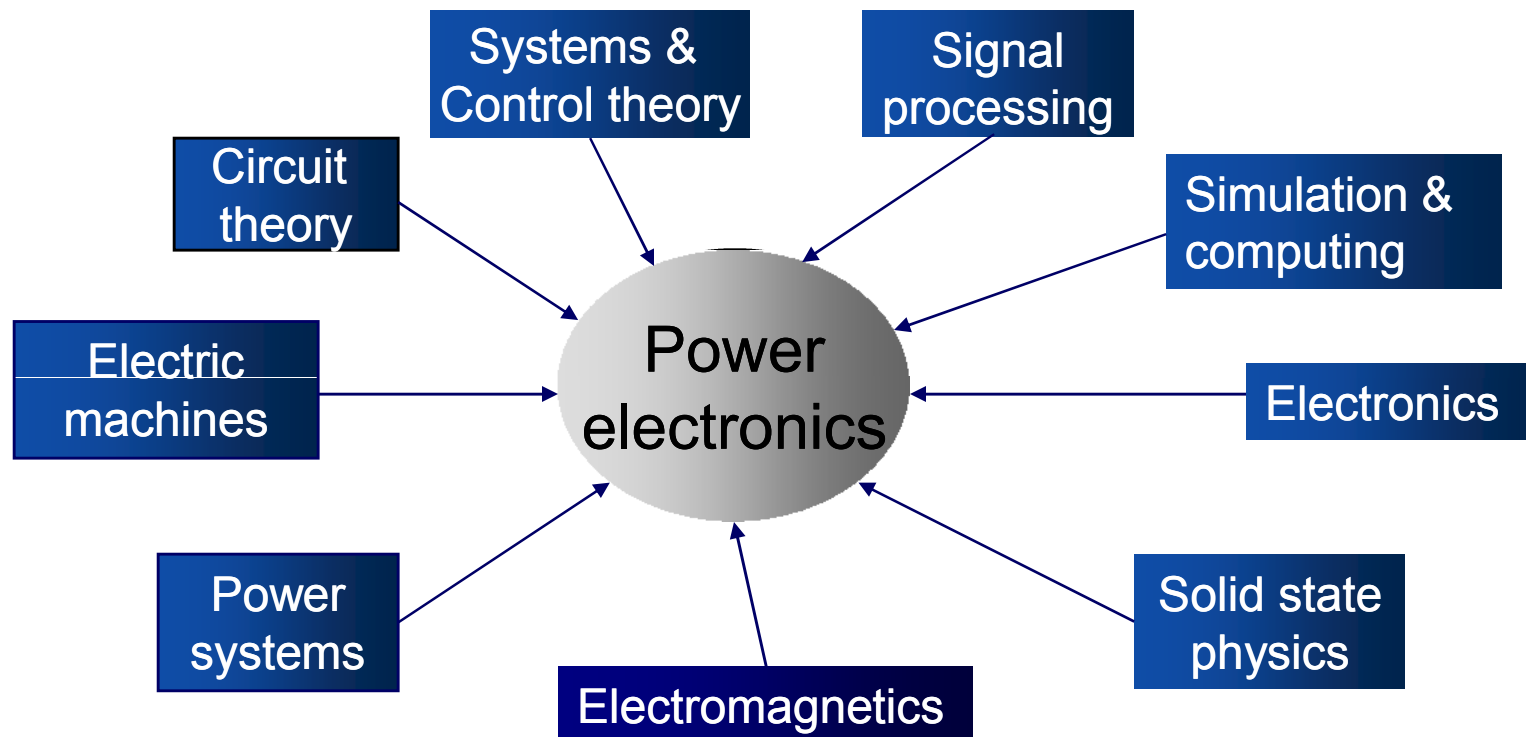 Systems &
Control theory
Signal
processing
Circuit
theory
Simulation &
computing
Electric
machines
Power
electronics
Electronics
Power
systems
Solid state
physics
Electromagnetics